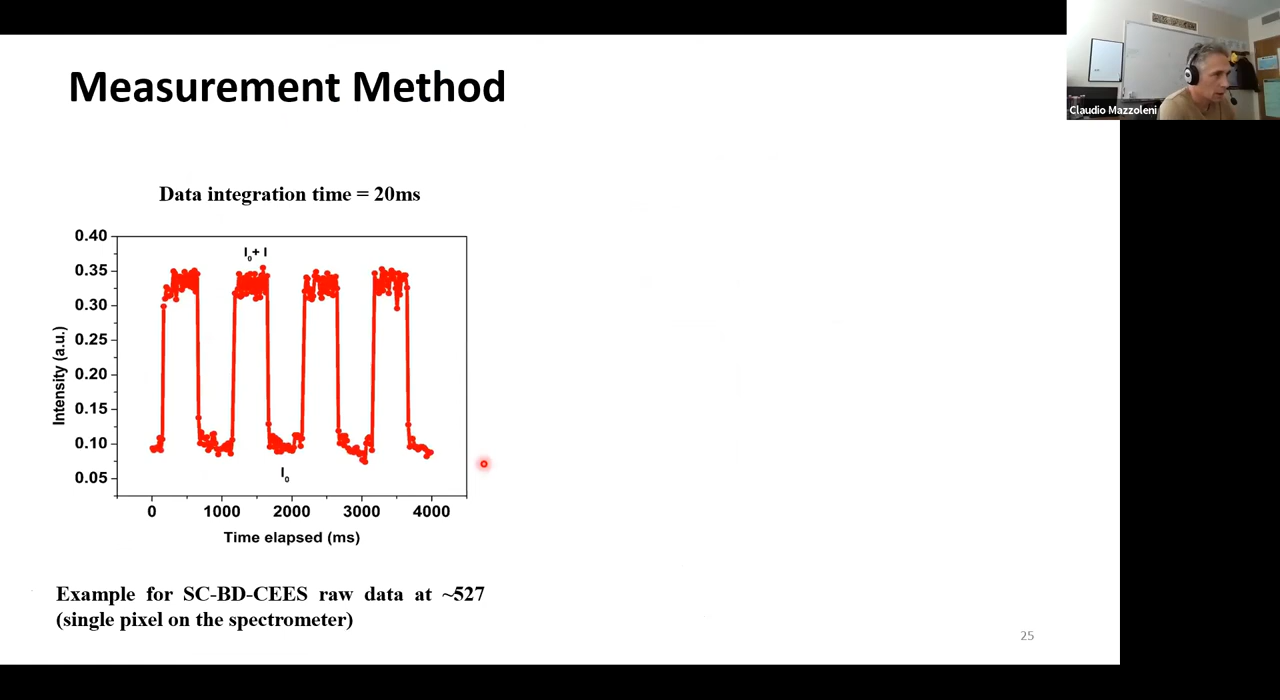 Measurement Method
Claudio Mazzoleni
Data integration time = 20ms
0.40
0.35
0.30
0.25
0.20
0.15
0.10
0.05
Intensity (a.u.)
I0+ I
I0
0 1000 2000 3000 4000
Time elapsed (ms)
Example for SC-BD-CEES raw data at ~527
(single pixel on the spectrometer)
25